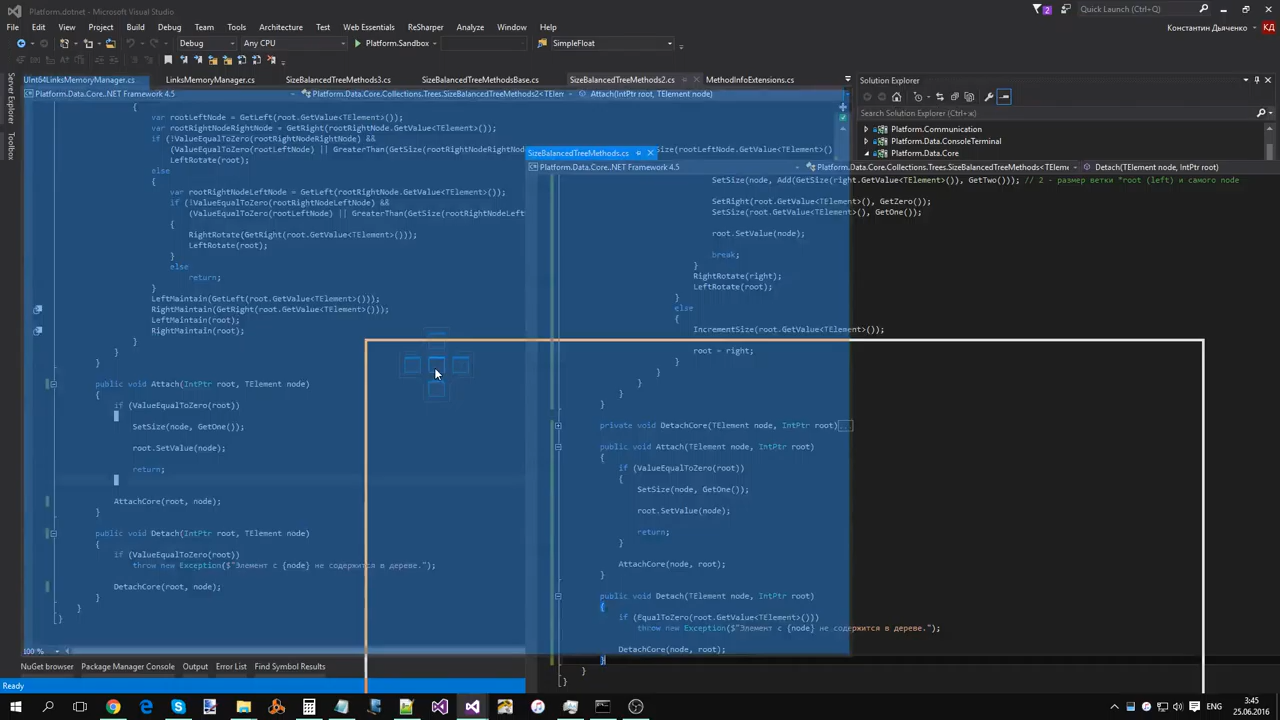 Platform.dotnet - Microsoft Visual Studio
2
Quick Launch (Ctrl+Q)
File Edit View Project Build Debug Team Tools Architecture Test R Tools Web Essentials ReSharper Analyze Window Help
Константин Дьяченко КД
Debug Any CPU Platform.Sandbox SimpleFloat
UInt64LinksMemoryManager.cs LinksMemoryManager.cs SizeBalancedTreeMethods3.cs SizeBalancedTreeMethodsBase.cs SizeBalancedTreeMethods2.cs MethodInfoExtensions.cs
Solution Explorer
Platform.Data.Core..NET Framework 4.5 Platform.Data.Core.Collections.Trees.SizeBalancedTreeMethods2<TElem Attach(IntPtr root, TElement node)
Search Solution Explorer (Ctrl+;)
Platform.Communication
Platform.Data.ConsoleTerminal
Platform.Data.Core
{
var rootLeftNode = GetLeft(root.GetValue<TElement>());
var rootRightNodeRightNode = GetRight(rightNode.GetValue<TElement>());
if (!ValueEqualToZero(rootRightNodeRightNode) &&
(ValueEqualToZero(rootLeftNode) || GreaterThan(GetSize(rootRightNodeRigh
LeftRotate(root);
}
else
{
var rootRightNodeLeftNode = GetLeft(rightNode.GetValue<TElement>());
if (!ValueEqualToZero(rootRightNodeLeftNode) &&
(ValueEqualToZero(rootLeftNode) || GreaterThan(GetSize(rootRightNodeLeft
{
RightRotate(GetRight(root.GetValue<TElement>()));
LeftRotate(root);
}
else
return;
}
LeftMaintain(GetLeft(root.GetValue<TElement>()));
RightMaintain(GetRight(root.GetValue<TElement>()));
LeftMaintain(root);
RightMaintain(root);
}
}
}
public void Attach(IntPtr root, TElement node)
{
if (ValueEqualToZero(root))
{
SetSize(node, GetOne());
root.SetValue(node);
return;
}
AttachCore(root, node);
}
public void Detach(IntPtr root, TElement node)
{
if (ValueEqualToZero(root))
throw new Exception($"Элемент с {node} не содержится в дереве.");
DetachCore(root, node);
}
}
}
100 %
SizeBalancedTreeMethods.cs
Platform.Data.Core..NET Framework 4.5 Platform.Data.Core.Collections.Trees.SizeBalancedTreeMethods<TEleme Detach(TElement node, IntPtr root)
SetSize(node, Add(GetSize(right.GetValue<TElement>()), GetTwo())); // 2 - размер ветки *root (left) и самого node
SetRight(root.GetValue<TElement>(), GetZero());
SetSize(root.GetValue<TElement>(), GetOne());
root.SetValue(node);
break;
}
RightRotate(right);
LeftRotate(root);
}
else
{
IncrementSize(root.GetValue<TElement>());
root = right;
}
}
}
}
}
private void DetachCore(TElement node, IntPtr root)...
public void Attach(TElement node, IntPtr root)
{
if (ValueEqualToZero(root))
{
SetSize(node, GetOne());
root.SetValue(node);
return;
}
AttachCore(node, root);
}
public void Detach(TElement node, IntPtr root)
{
if (EqualToZero(root.GetValue<TElement>()))
throw new Exception($"Элемент с {node} не содержится в дереве.");
DetachCore(node, root);
}
}
}
NuGet browser Package Manager Console Output Error List Find Symbol Results
Ready
ENG
3:45
25.06.2016